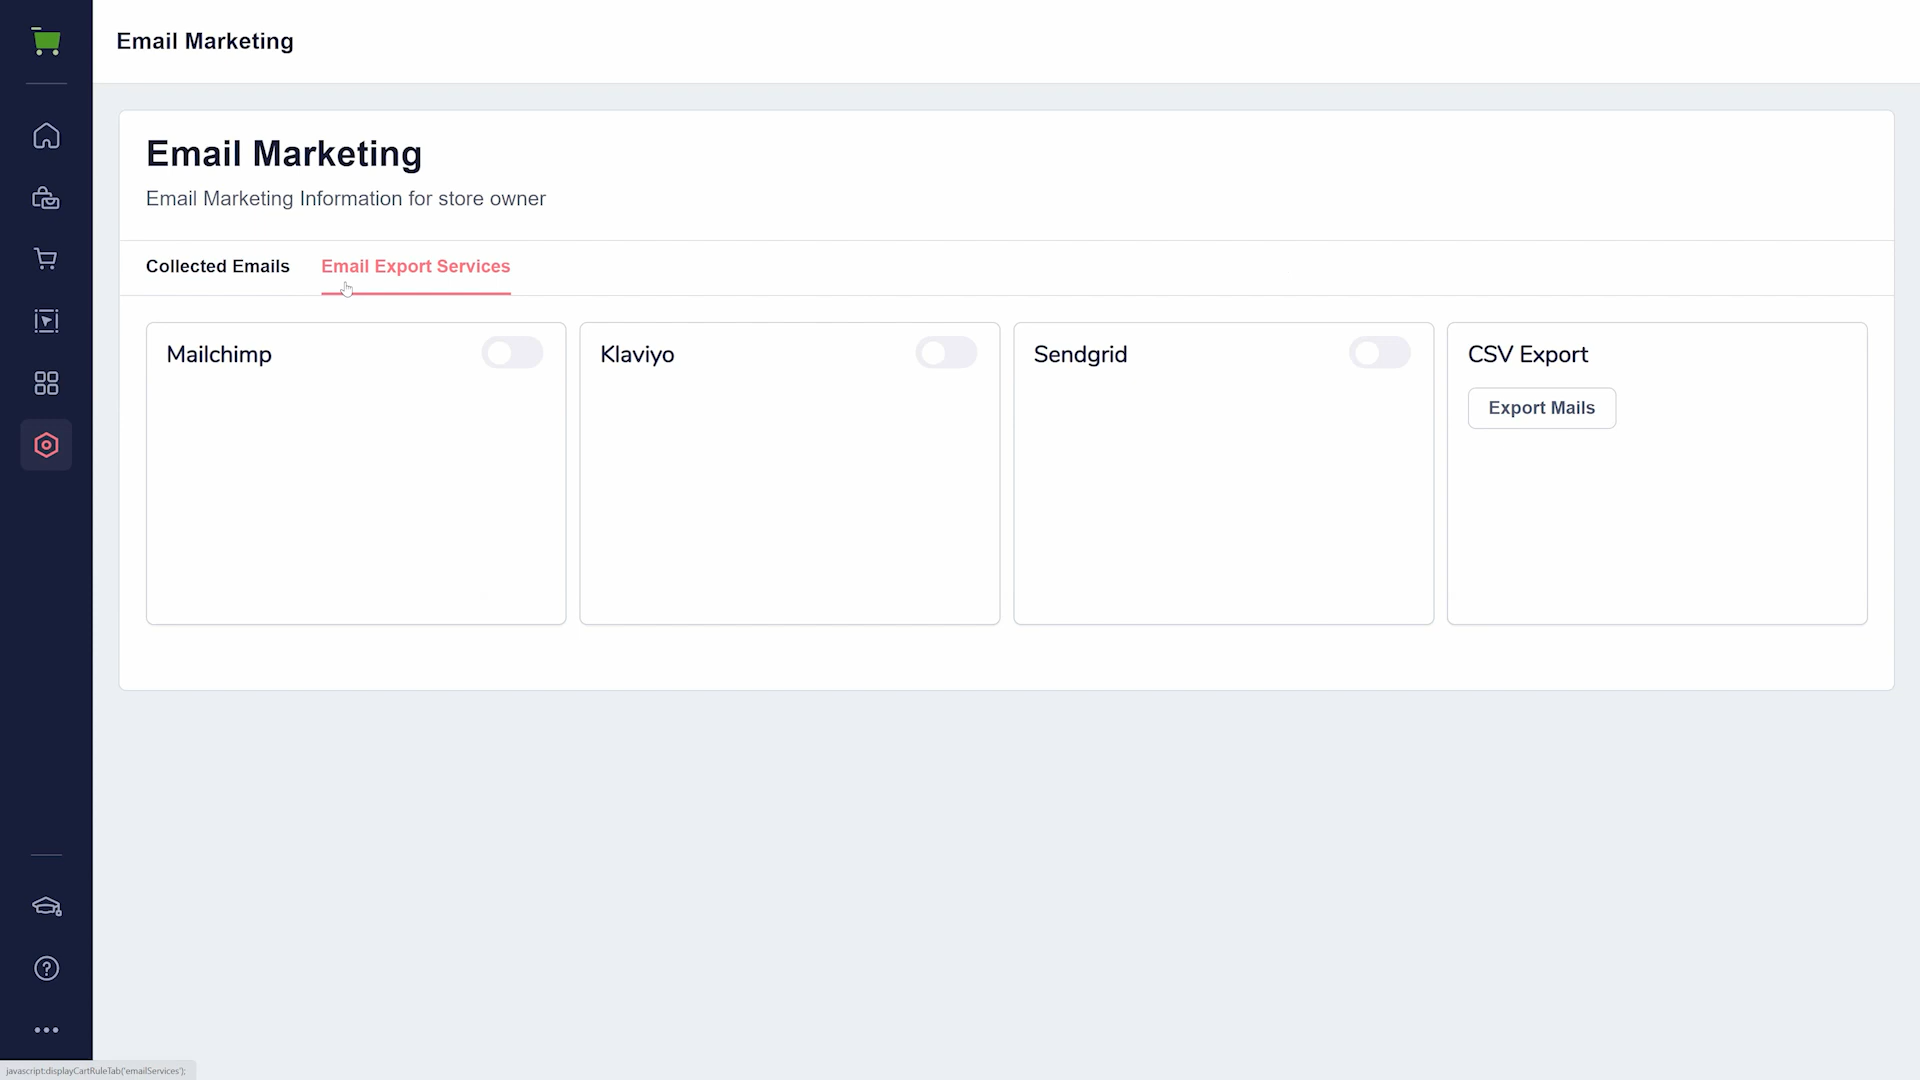 Email Marketing
Email Marketing
Email Marketing Information for store owner
Collected Emails
Email Export Services
Mailchimp
Klaviyo
Sendgrid
CSV Export
Export Mails
javascript:displayCartRuleTab('emailServices');